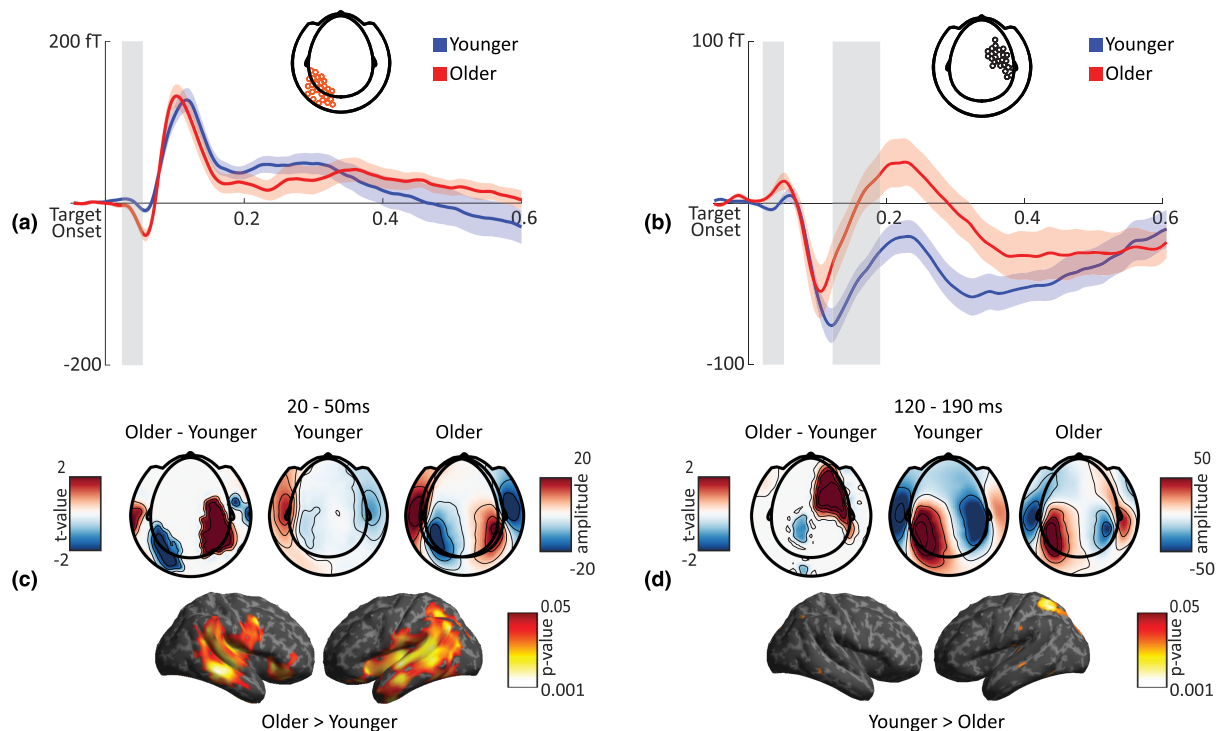 200 fT
Younger
Older
Target
Onset
0.2
0.4
0.6
-200
(a)
100 fT
Younger
Older
Target
Onset
0.2
0.4
0.6
-100
(b)
20 - 50ms
Older - Younger
Younger
Older
2
t-value
-2
20
amplitude
-20
(c)
0.05
p-value
0.001
Older > Younger
120 - 190 ms
Older - Younger
Younger
Older
2
t-value
-2
50
amplitude
-50
(d)
0.05
p-value
0.001
Younger > Older